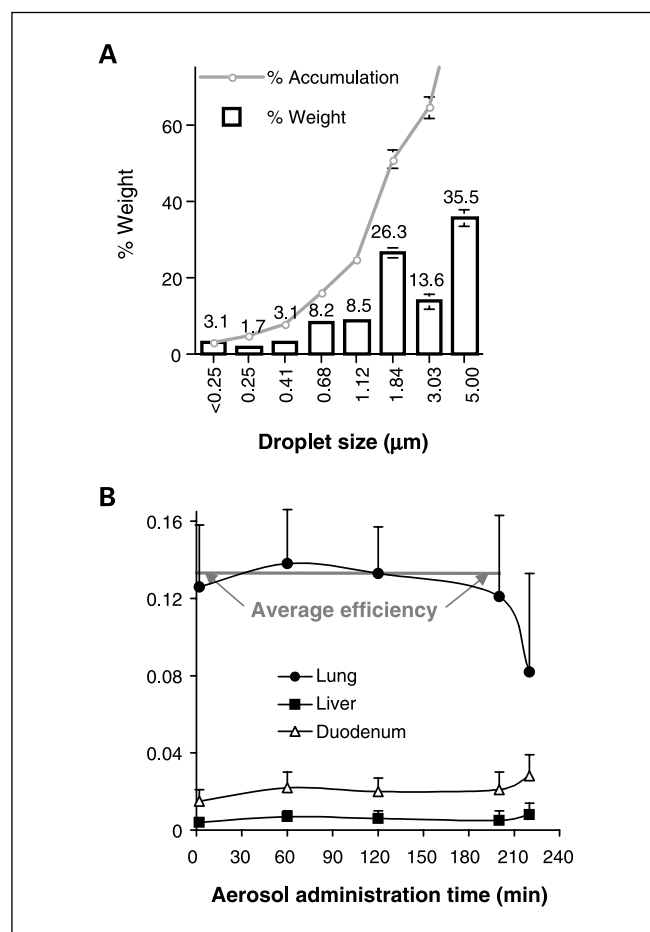 A
% Accumulation
% Weight
% Weight
60
40
20
0
3.1
1.7
3.1
8.2
8.5
26.3
13.6
35.5
<0.25
0.25
0.41
0.68
1.12
1.84
3.03
5.00
Droplet size (μm)
B
0.16
0.12
0.08
0.04
0
Average efficiency
Lung
Liver
Duodenum
0 30 60 90 120 150 180 210 240
Aerosol administration time (min)